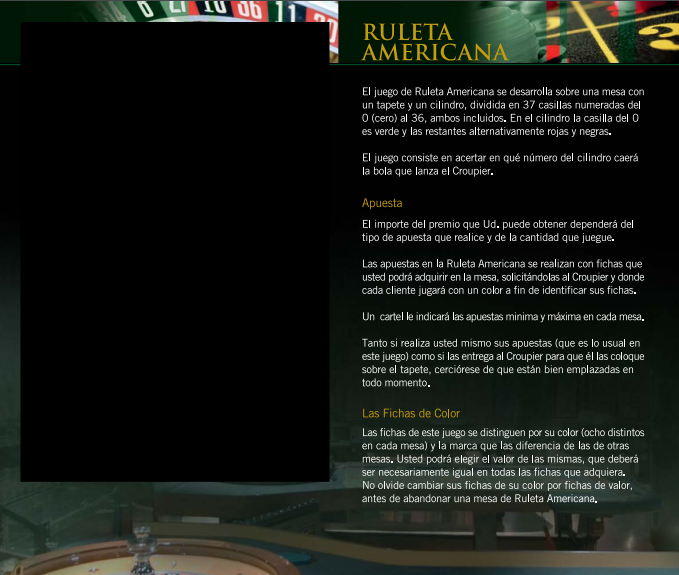 RULETA
AMERICANA
El juego de Ruleta Americana se desarrolla sobre una mesa con
un tapete y un cilindro, dividida en 37 casillas numeradas del
0 (cero) al 36, ambos incluidos. En el cilindro la casilla del 0
es verde y las restantes alternativamente rojas y negras.
El juego consiste en acertar en qué número del cilindro caerá
la bola que lanza el Croupier.
Apuesta
El importe del premio que Ud. puede obtener dependerá del
tipo de apuesta que realice y de la cantidad que juegue.
Las apuestas en la Ruleta Americana se realizan con fichas que
usted podrá adquirir en la mesa, solicitándolas al Croupier y donde
cada cliente jugará con un color a fin de identificar sus fichas.
Un cartel le indicará las apuestas minima y máxima en cada mesa.
Tanto si realiza usted mismo sus apuestas (que es lo usual en
este juego) como si las entrega al Croupier para que él las coloque
sobre el tapete, cerciórese de que están bien emplazadas en
todo momento.
Las Fichas de Color
Las fichas de este juego se distinguen por su color (ocho distintos
en cada mesa) y la marca que las diferencia de las de otras
mesas. Usted podrá elegir el valor de las mismas, que deberá
ser necesariamente igual en todas las fichas que adquiera.
No olvide cambiar sus fichas de su color por fichas de valor,
antes de abandonar una mesa de Ruleta Americana.